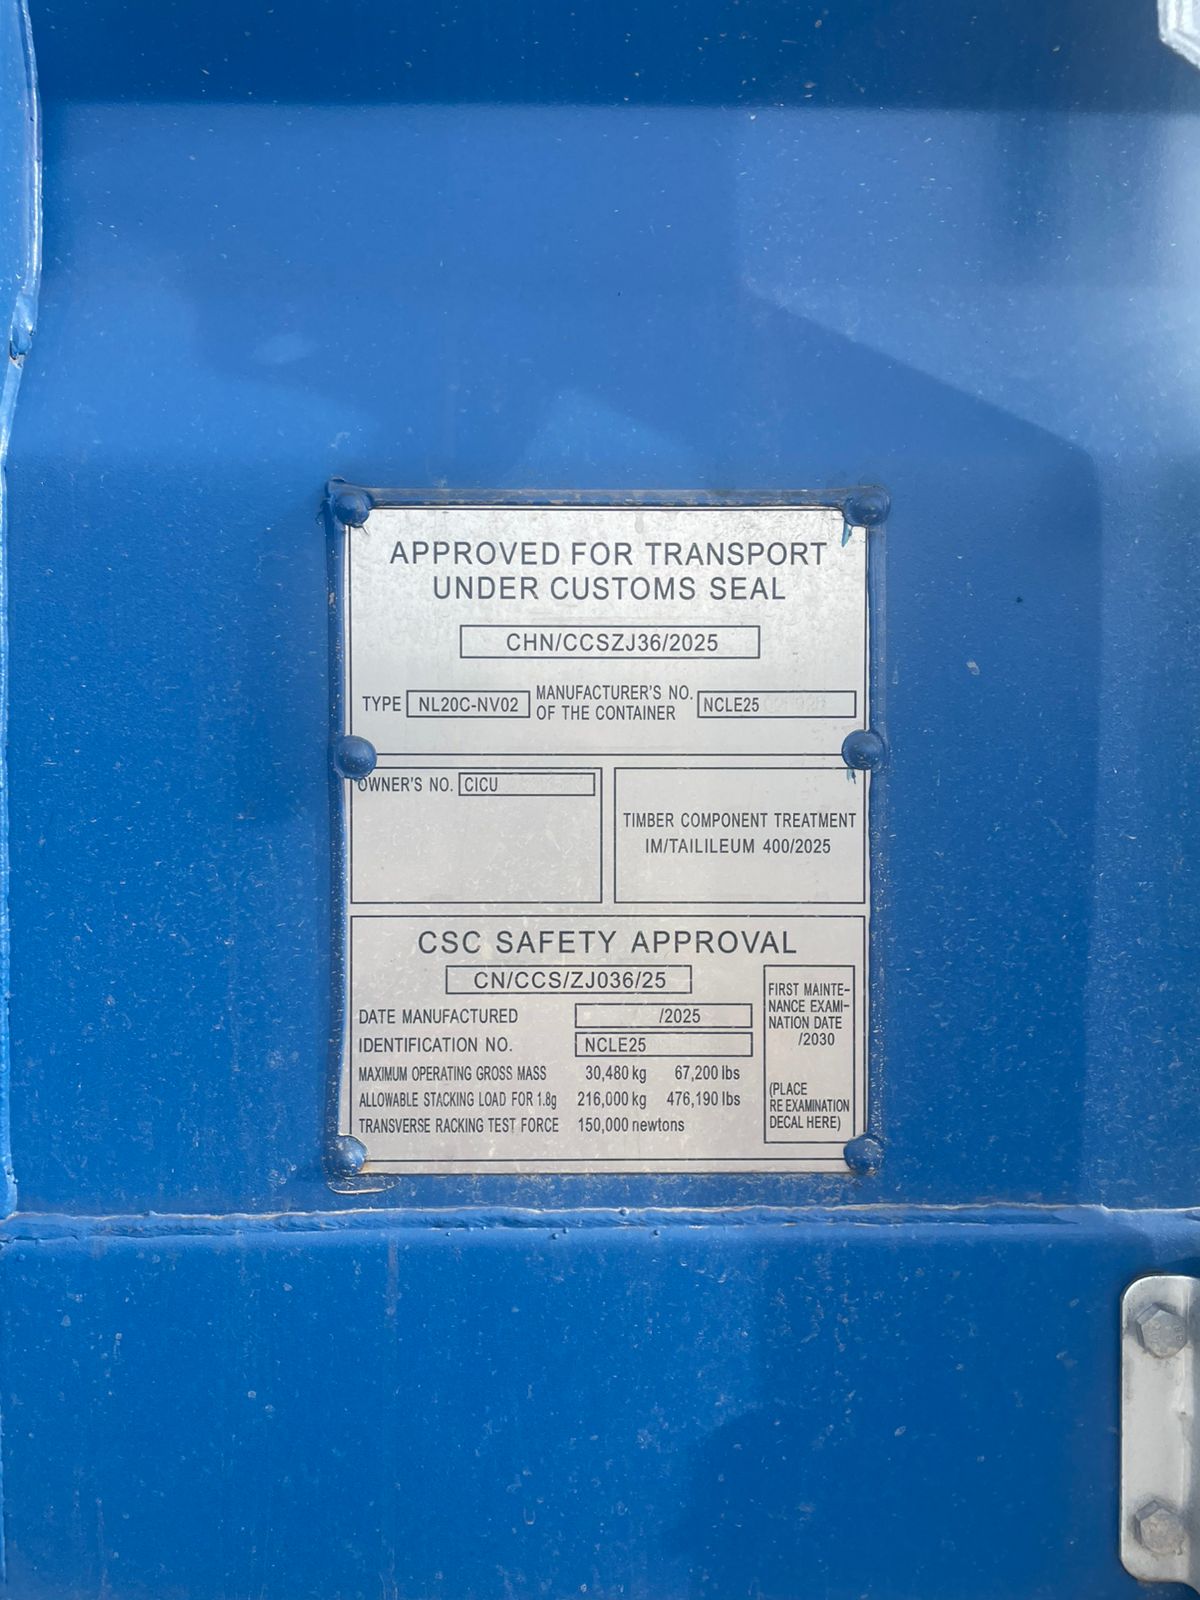 APPROVED FOR TRANSPORT
UNDER CUSTOMS SEAL
CHN/CCSZJ36/2025
TYPE NL20C-NV02 MANUFACTURER'S NO. OF THE CONTAINER NCLE25
OWNER'S NO. CICU
TIMBER COMPONENT TREATMENT
IM/TAILILEUM 400/2025
CSC SAFETY APPROVAL
CN/CCS/ZJ036/25
DATE MANUFACTURED /2025
IDENTIFICATION NO. NCLE25
MAXIMUM OPERATING GROSS MASS 30,480 kg 67,200 lbs
ALLOWABLE STACKING LOAD FOR 1.8g 216,000 kg 476,190 lbs
TRANSVERSE RACKING TEST FORCE 150,000 newtons
FIRST MAINTE-
NANCE EXAMI-
NATION DATE
/2030
(PLACE
RE EXAMINATION
DECAL HERE)